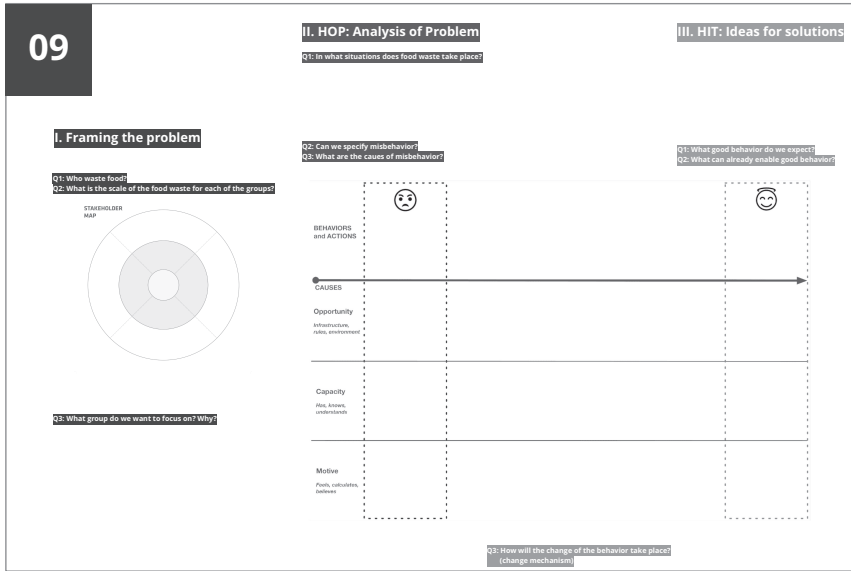 09
I. Framing the problem
Q1: Who waste food?
Q2: What is the scale of the food waste for each of the groups?
STAKEHOLDER
MAP
Q3: What group do we want to focus on? Why?
II. HOP: Analysis of Problem
Q1: In what situations does food waste take place?
Q2: Can we specify misbehavior?
Q3: What are the caues of misbehavior?
BEHAVIORS
and ACTIONS
CAUSES
Opportunity
Infrastructure,
rules, environment
Capacity
Has, knows,
understands
Motive
Feels, calculates,
believes
III. HIT: Ideas for solutions
Q1: What good behavior do we expect?
Q2: What can already enable good behavior?
Q3: How will the change of the behavior take place?
(change mechanism)